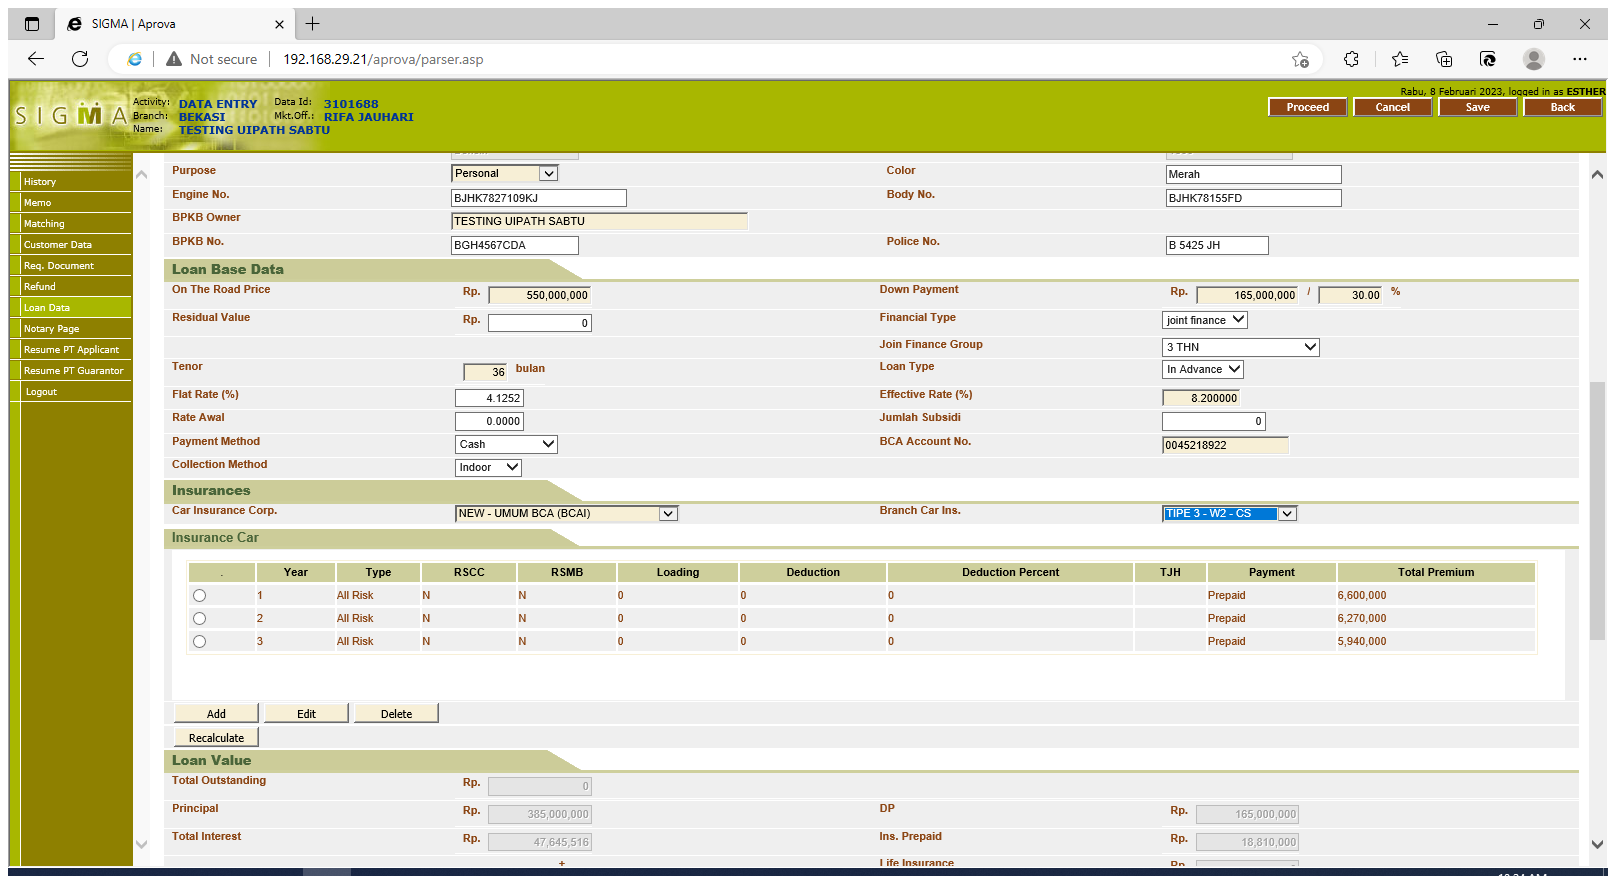 SIGMA | Aprova
Not secure 192.168.29.21/aprova/parser.asp
Rabu, 8 Februari 2023, logged in as ESTHER
SIGMA
Activity: DATA ENTRY Data Id: 3101688
Branch: BEKASI Mkt.Off.: RIFA JAUHARI
Name: TESTING UIPATH SABTU
Proceed Cancel Save Back
History
Memo
Matching
Customer Data
Req. Document
Refund
Loan Data
Notary Page
Resume PT Applicant
Resume PT Guarantor
Logout
Purpose Personal Color Merah
Engine No. BJHK7827109KJ Body No. BJHK78155FD
BPKB Owner TESTING UIPATH SABTU
BPKB No. BGH4567CDA Police No. B 5425 JH
Loan Base Data
On The Road Price Rp. 550,000,000 Down Payment Rp. 165,000,000 / 30.00 %
Residual Value Rp. 0 Financial Type joint finance
Join Finance Group 3 THN
Tenor 36 bulan Loan Type In Advance
Flat Rate (%) 4.1252 Effective Rate (%) 8.200000
Rate Awal 0.0000 Jumlah Subsidi 0
Payment Method Cash BCA Account No. 0045218922
Collection Method Indoor
Insurances
Car Insurance Corp. NEW - UMUM BCA (BCAI) Branch Car Ins. TIPE 3 - W2 - CS
Insurance Car
. Year Type RSCC RSMB Loading Deduction Deduction Percent TJH Payment Total Premium
1 All Risk N N 0 0 0 Prepaid 6,600,000
2 All Risk N N 0 0 0 Prepaid 6,270,000
3 All Risk N N 0 0 0 Prepaid 5,940,000
Add Edit Delete
Recalculate
Loan Value
Total Outstanding Rp. 0
Principal Rp. 385,000,000 DP Rp. 165,000,000
Total Interest Rp. 47,645,516 Ins. Prepaid Rp. 18,810,000
+ Life Insurance Rp.